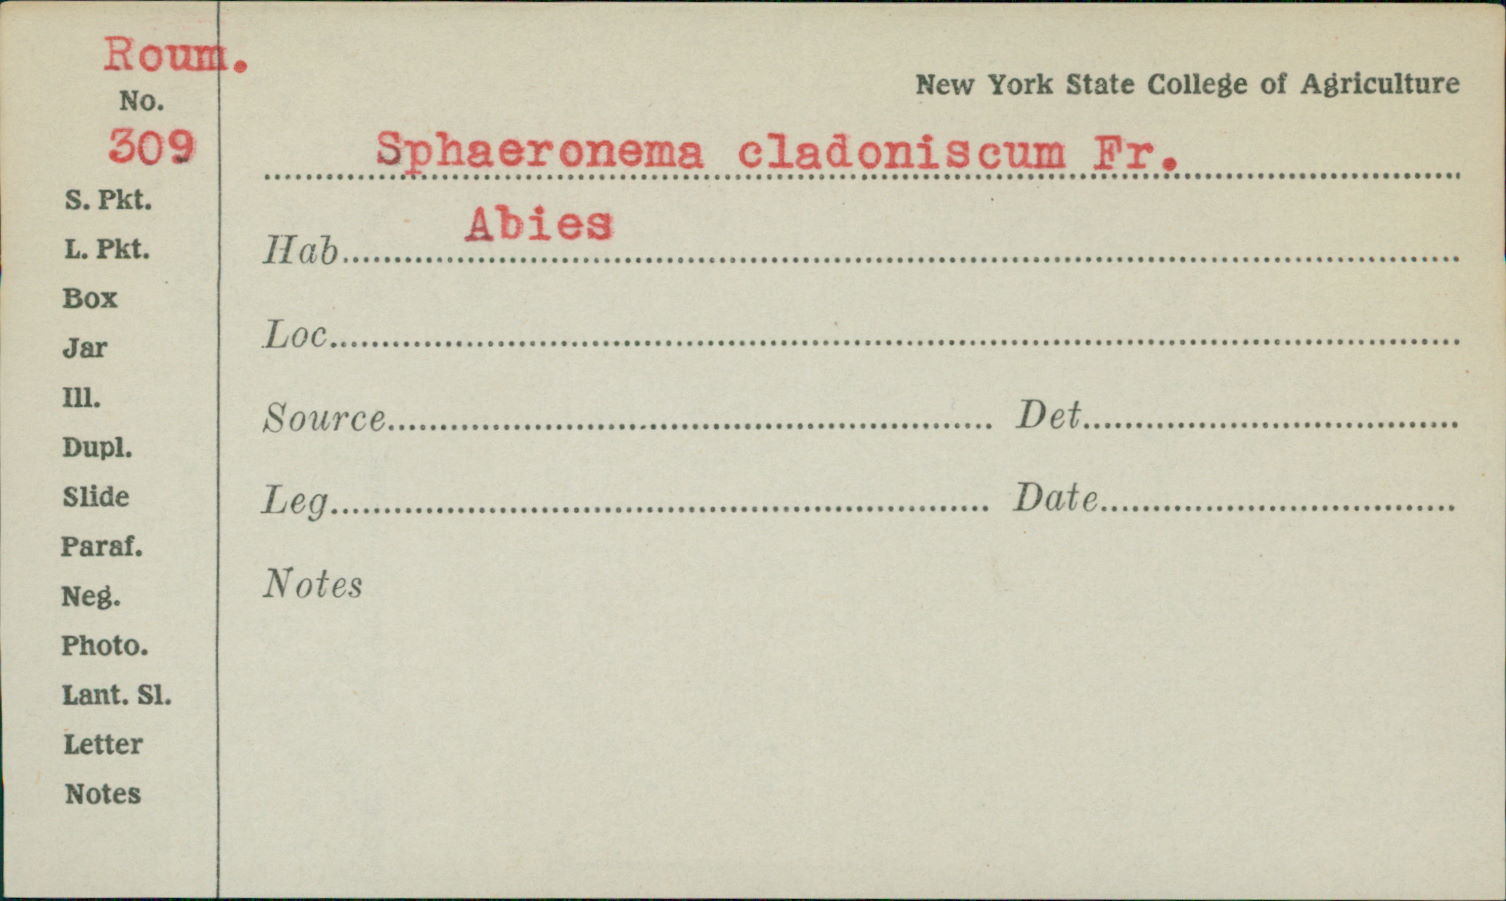 Roum.
No.
309
S. Pkt.
L. Pkt.
Box
Jar
Ill.
Dupl.
Slide
Paraf.
Neg.
Photo.
Lant. Sl.
Letter
Notes
New York State College of Agriculture
Sphaeronema cladoniscum Fr.
Hab. Abies
Loc.
Source Det.
Leg. Date
Notes